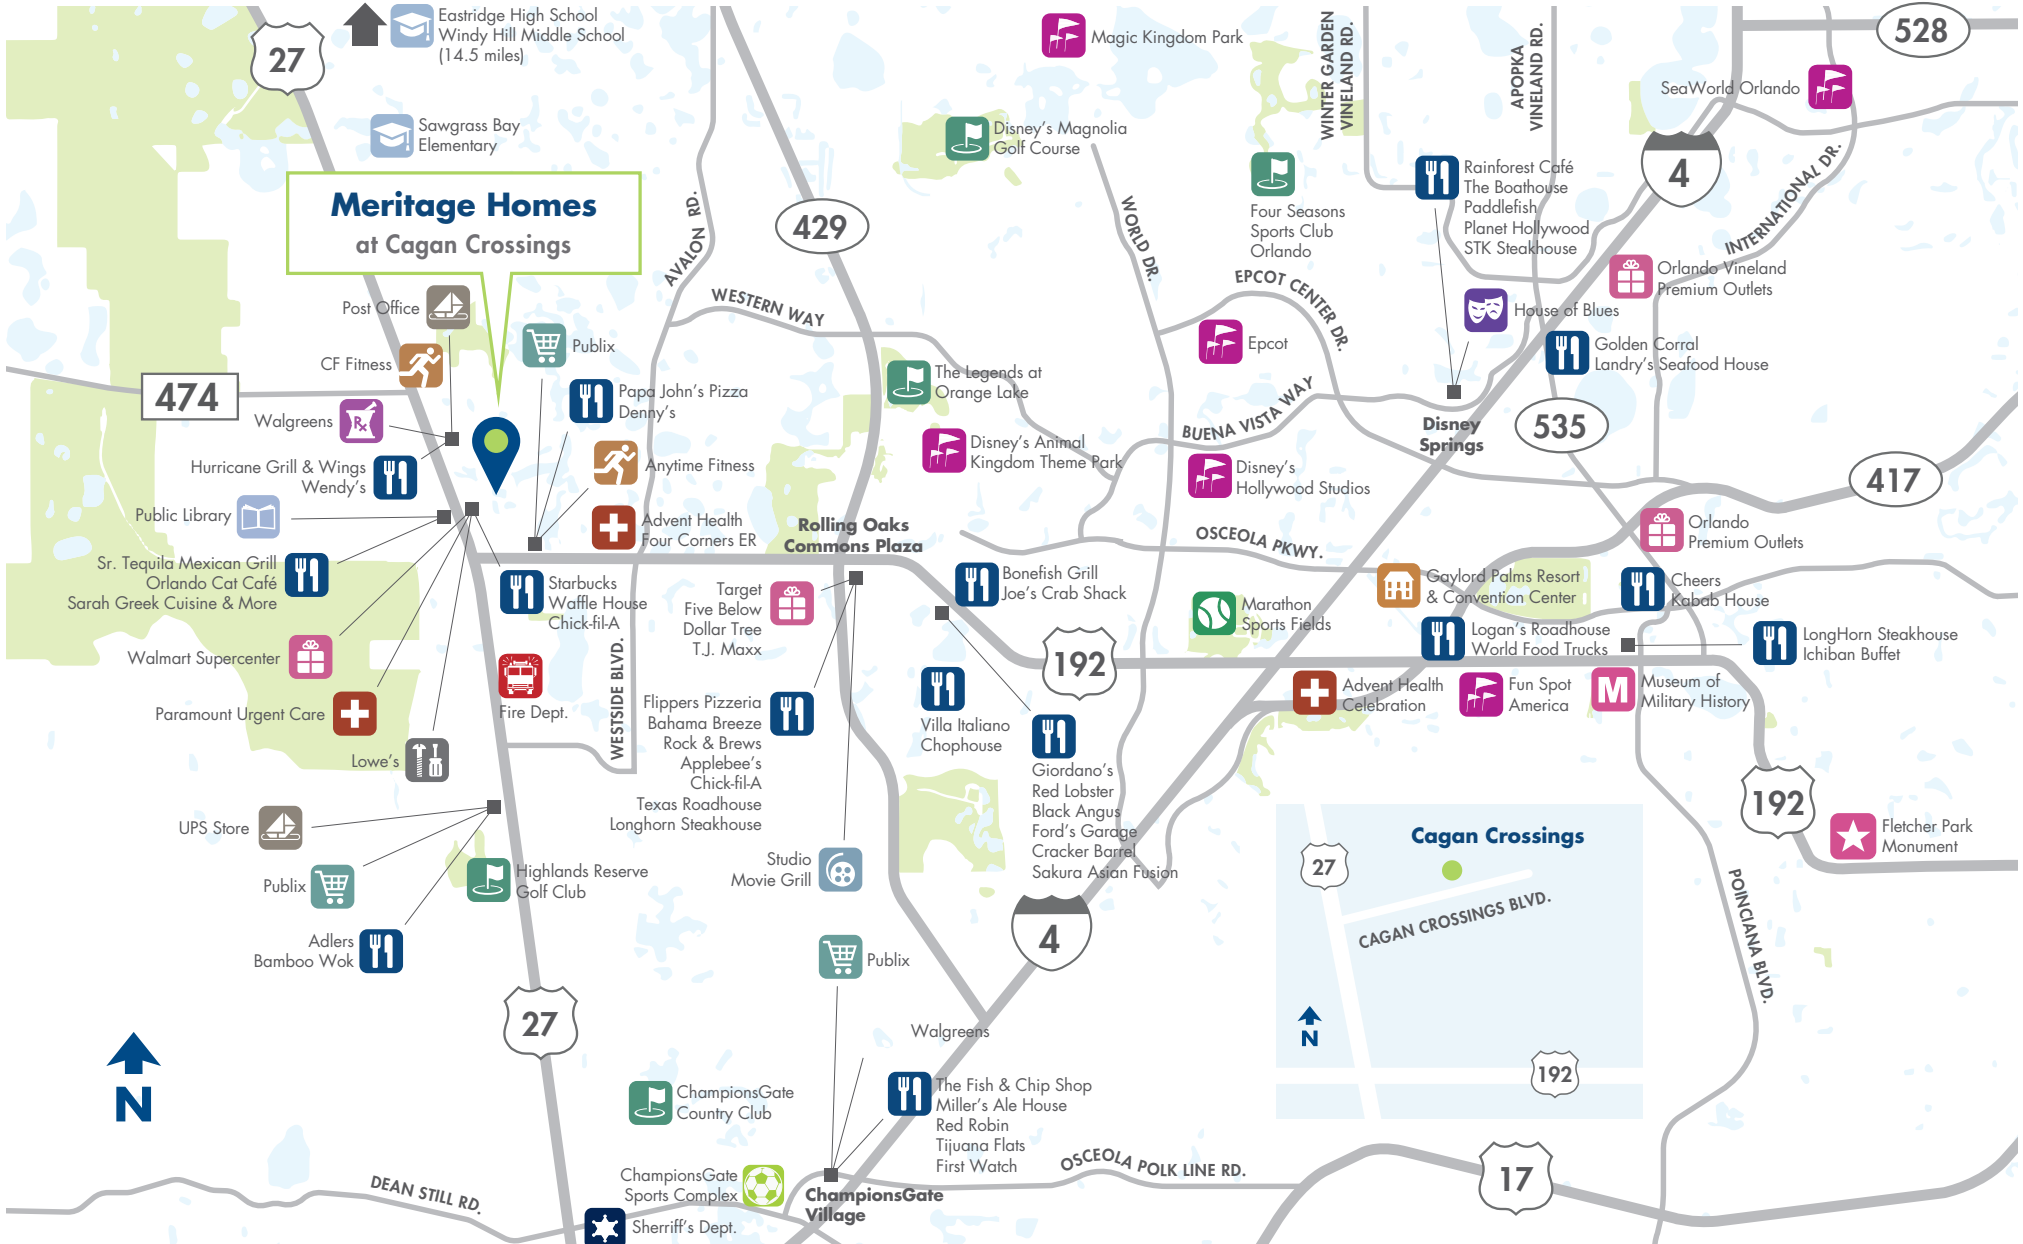 Eastridge High School
Windy Hill Middle School
(14.5 miles)
27
Sawgrass Bay
Elementary
Meritage Homes
at Cagan Crossings
Magic Kingdom Park
WINTER GARDEN
VINELAND RD.
APOPKA
VINELAND RD.
528
SeaWorld Orlando
4
INTERNATIONAL DR.
Disney's Magnolia
Golf Course
Four Seasons
Sports Club
Orlando
Rainforest Café
The Boathouse
Paddlefish
Planet Hollywood
STK Steakhouse
AVALON RD.
429
WORLD DR.
WESTERN WAY
EPCOT CENTER DR.
Orlando Vineland
Premium Outlets
House of Blues
Post Office
CF Fitness
Publix
Epcot
Golden Corral
Landry's Seafood House
474
Walgreens
Rx
Papa John's Pizza
Denny's
The Legends at
Orange Lake
BUENA VISTA WAY
Disney
Springs
535
Hurricane Grill & Wings
Wendy's
Anytime Fitness
Disney's Animal
Kingdom Theme Park
Disney's
Hollywood Studios
417
Public Library
Advent Health
Four Corners ER
Rolling Oaks
Commons Plaza
OSCEOLA PKWY.
Orlando
Premium Outlets
Sr. Tequila Mexican Grill
Orlando Cat Café
Sarah Greek Cuisine & More
Starbucks
Waffle House
Chick-fil-A
Target
Five Below
Dollar Tree
T.J. Maxx
Bonefish Grill
Joe's Crab Shack
Marathon
Sports Fields
Gaylord Palms Resort
& Convention Center
Cheers
Kabab House
Walmart Supercenter
192
Logan's Roadhouse
World Food Trucks
LongHorn Steakhouse
Ichiban Buffet
Paramount Urgent Care
Fire Dept.
WESTSIDE BLVD.
Flippers Pizzeria
Bahama Breeze
Rock & Brews
Applebee's
Chick-fil-A
Texas Roadhouse
Longhorn Steakhouse
Villa Italiano
Chophouse
Advent Health
Celebration
Fun Spot
America
M
Museum of
Military History
Lowe's
Giordano's
Red Lobster
Black Angus
Ford's Garage
Cracker Barrel
Sakura Asian Fusion
192
UPS Store
Fletcher Park
Monument
Publix
Highlands Reserve
Golf Club
Studio
Movie Grill
Cagan Crossings
27
CAGAN CROSSINGS BLVD.
N
192
POINCIANA BLVD.
Adlers
Bamboo Wok
4
Publix
27
Walgreens
N
ChampionsGate
Country Club
The Fish & Chip Shop
Miller's Ale House
Red Robin
Tijuana Flats
First Watch
OSCEOLA POLK LINE RD.
17
DEAN STILL RD.
ChampionsGate
Sports Complex
ChampionsGate
Village
Sherriff's Dept.